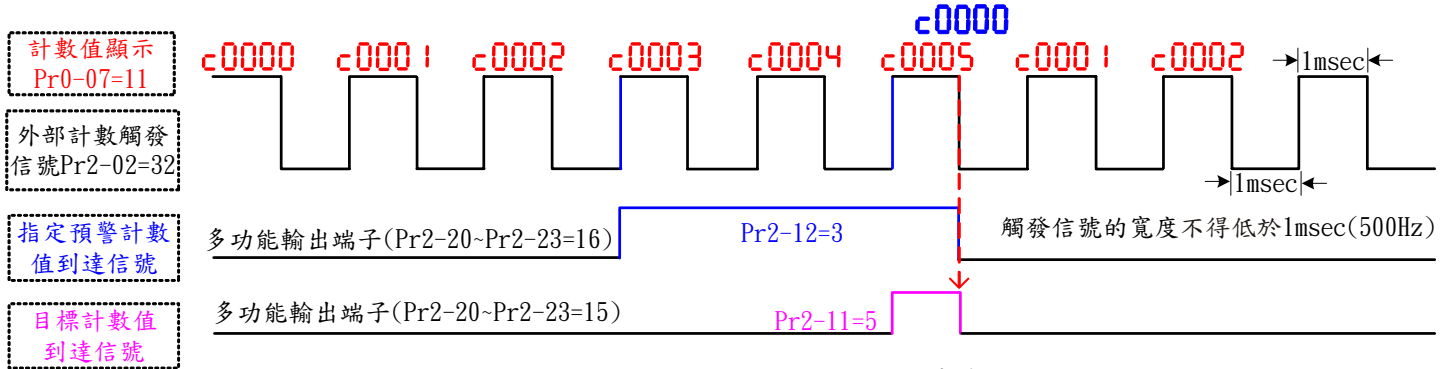 c0000
計數值顯示
Pr0-07=11
c0000 c0001 c0002 c0003 c0004 c0005 c0001 c0002
1msec
外部計數觸發
信號Pr2-02=32
1msec
指定預警計數
值到達信號
多功能輸出端子(Pr2-20~Pr2-23=16)
Pr2-12=3
觸發信號的寬度不得低於1msec(500Hz)
目標計數值
到達信號
多功能輸出端子(Pr2-20~Pr2-23=15)
Pr2-11=5